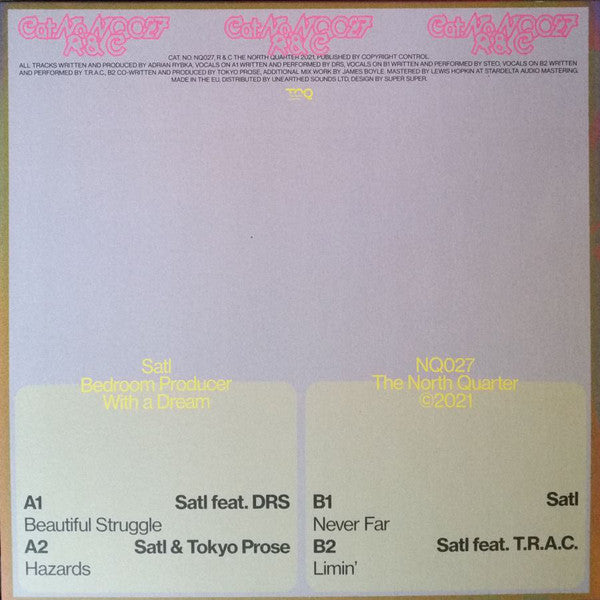 Cat.No.NQ027 Cat.No.NQ027 Cat.No.NQ027
R & C R & C R & C
CAT. NO. NQ027, R & C THE NORTH QUARTER 2021, PUBLISHED BY COPYRIGHT CONTROL.
ALL TRACKS WRITTEN AND PRODUCED BY ADRIAN RYBKA, VOCALS ON A1 WRITTEN AND PERFORMED BY DRS, VOCALS ON B1 WRITTEN AND PERFORMED BY STEO, VOCALS ON B2 WRITTEN
AND PERFORMED BY T.R.A.C., B2 CO-WRITTEN AND PRODUCED BY TOKYO PROSE, ADDITIONAL MIX WORK BY JAMES BOYLE. MASTERED BY LEWIS HOPKIN AT STARDELTA AUDIO MASTERING.
MADE IN THE EU, DISTRIBUTED BY UNEARTHED SOUNDS LTD, DESIGN BY SUPER SUPER.
TNQ
Satl
Bedroom Producer
With a Dream
NQ027
The North Quarter
©2021
A1 Satl feat. DRS
Beautiful Struggle
A2 Satl & Tokyo Prose
Hazards
B1 Satl
Never Far
B2 Satl feat. T.R.A.C.
Limin'